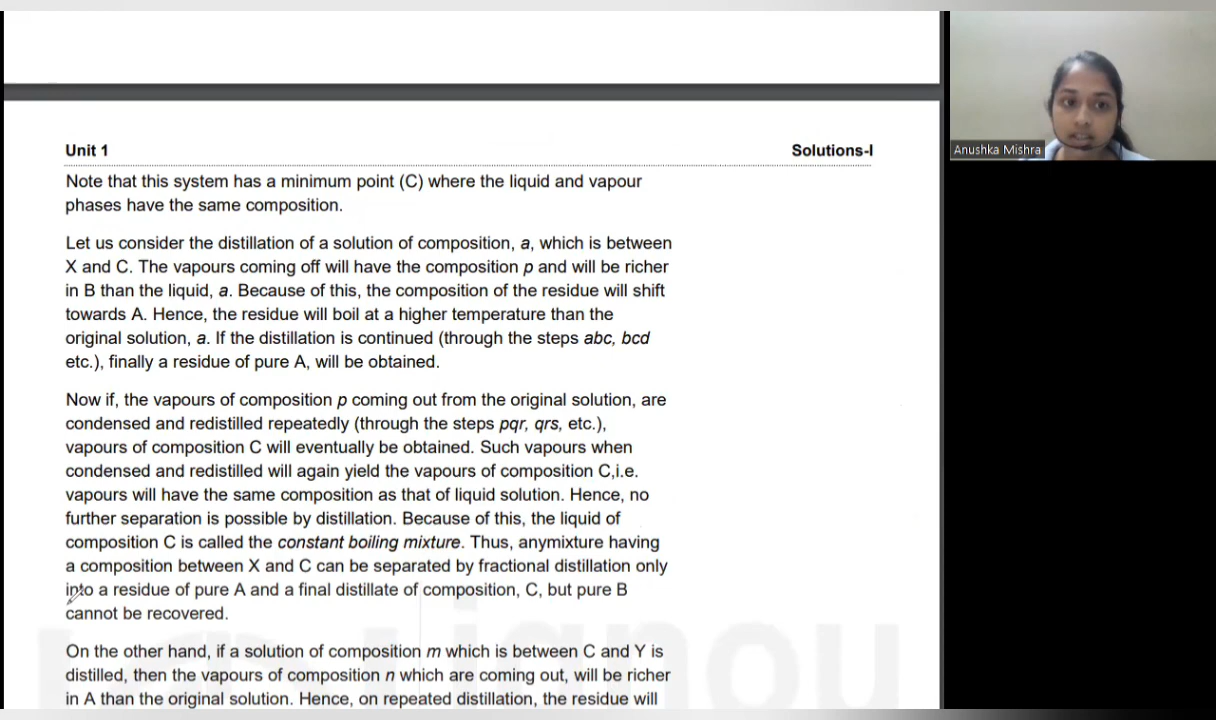 Unit 1
Solutions-I
Note that this system has a minimum point (C) where the liquid and vapour
phases have the same composition.
Let us consider the distillation of a solution of composition, a, which is between
X and C. The vapours coming off will have the composition p and will be richer
in B than the liquid, a. Because of this, the composition of the residue will shift
towards A. Hence, the residue will boil at a higher temperature than the
original solution, a. If the distillation is continued (through the steps abc, bcd
etc.), finally a residue of pure A, will be obtained.
Now if, the vapours of composition p coming out from the original solution, are
condensed and redistilled repeatedly (through the steps pqr, qrs, etc.),
vapours of composition C will eventually be obtained. Such vapours when
condensed and redistilled will again yield the vapours of composition C,i.e.
vapours will have the same composition as that of liquid solution. Hence, no
further separation is possible by distillation. Because of this, the liquid of
composition C is called the constant boiling mixture. Thus, anymixture having
a composition between X and C can be separated by fractional distillation only
into a residue of pure A and a final distillate of composition, C, but pure B
cannot be recovered.
On the other hand, if a solution of composition m which is between C and Y is
distilled, then the vapours of composition n which are coming out, will be richer
in A than the original solution. Hence, on repeated distillation, the residue will
ignou
Anushka Mishra